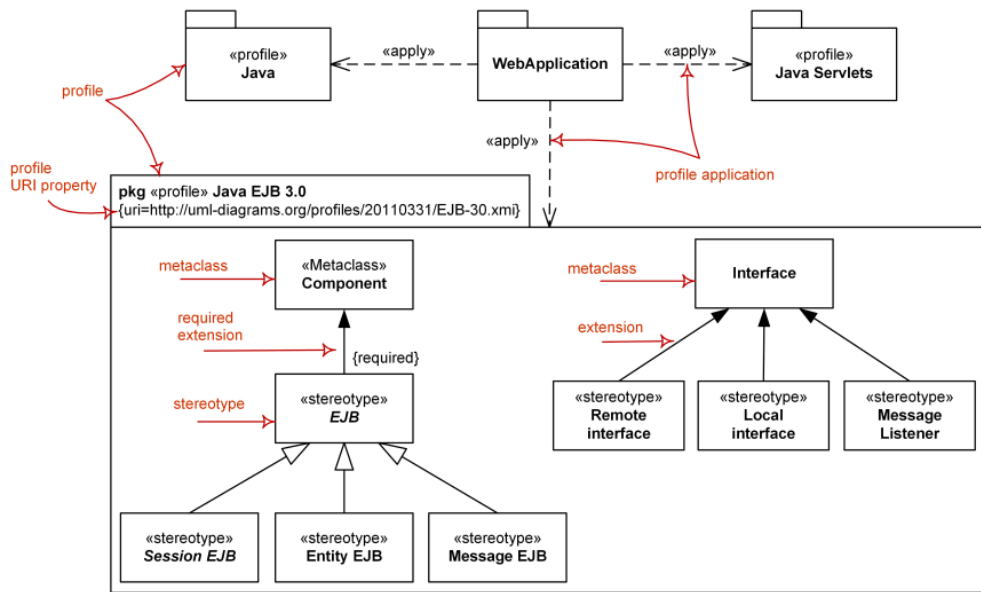 «profile»
Java
«apply»
WebApplication
«apply»
«profile»
Java Servlets
profile
«apply»
profile application
profile
URI property
pkg «profile» Java EJB 3.0
{uri=http://uml-diagrams.org/profiles/20110331/EJB-30.xmi}
metaclass
«Metaclass»
Component
metaclass
Interface
required
extension
{required}
extension
stereotype
«stereotype»
EJB
«stereotype»
Remote
interface
«stereotype»
Local
interface
«stereotype»
Message
Listener
«stereotype»
Session EJB
«stereotype»
Entity EJB
«stereotype»
Message EJB